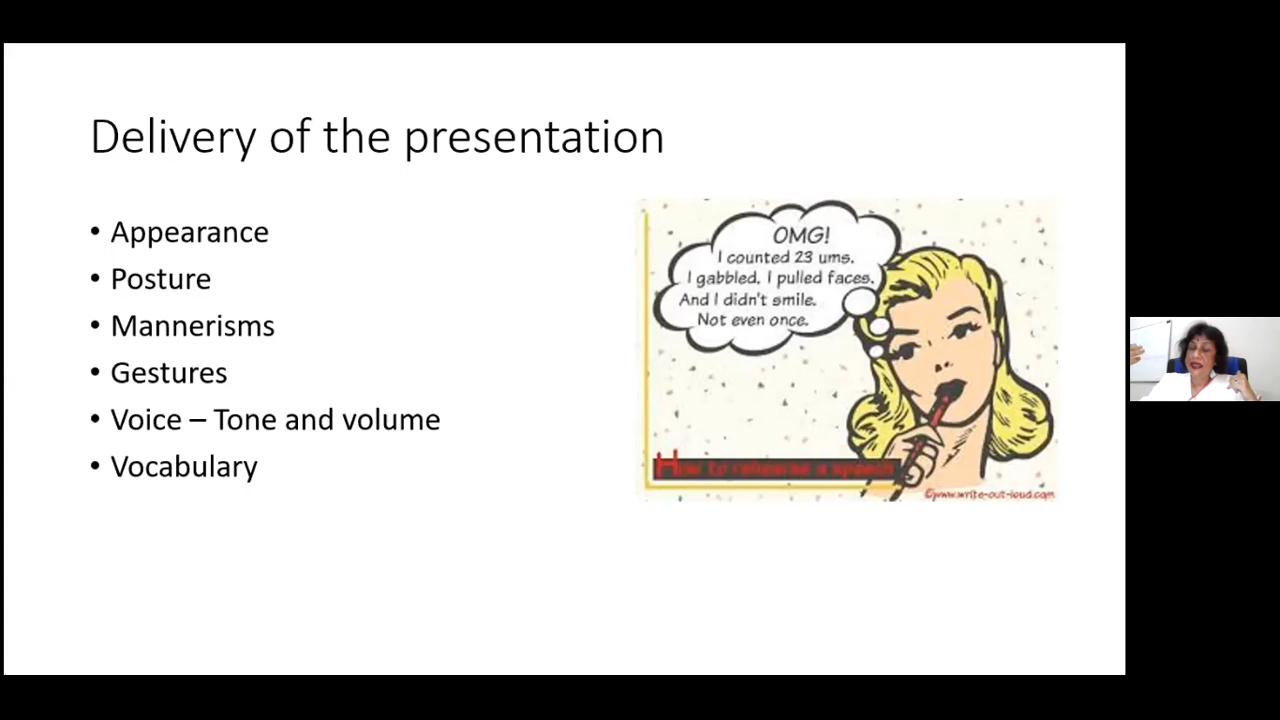 Delivery of the presentation
• Appearance
• Posture
• Mannerisms
• Gestures
• Voice – Tone and volume
• Vocabulary
OMG!
I counted 23 ums.
I gabbled, I pulled faces.
And I didn't smile.
Not even once.
How to rehearse a speech
©www.write-out-loud.com